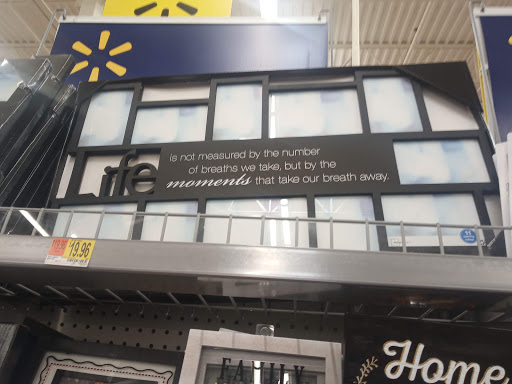 Life
is not measured by the number
of breaths we take, but by the
moments that take our breath away.
19.96
FAMILY
Home